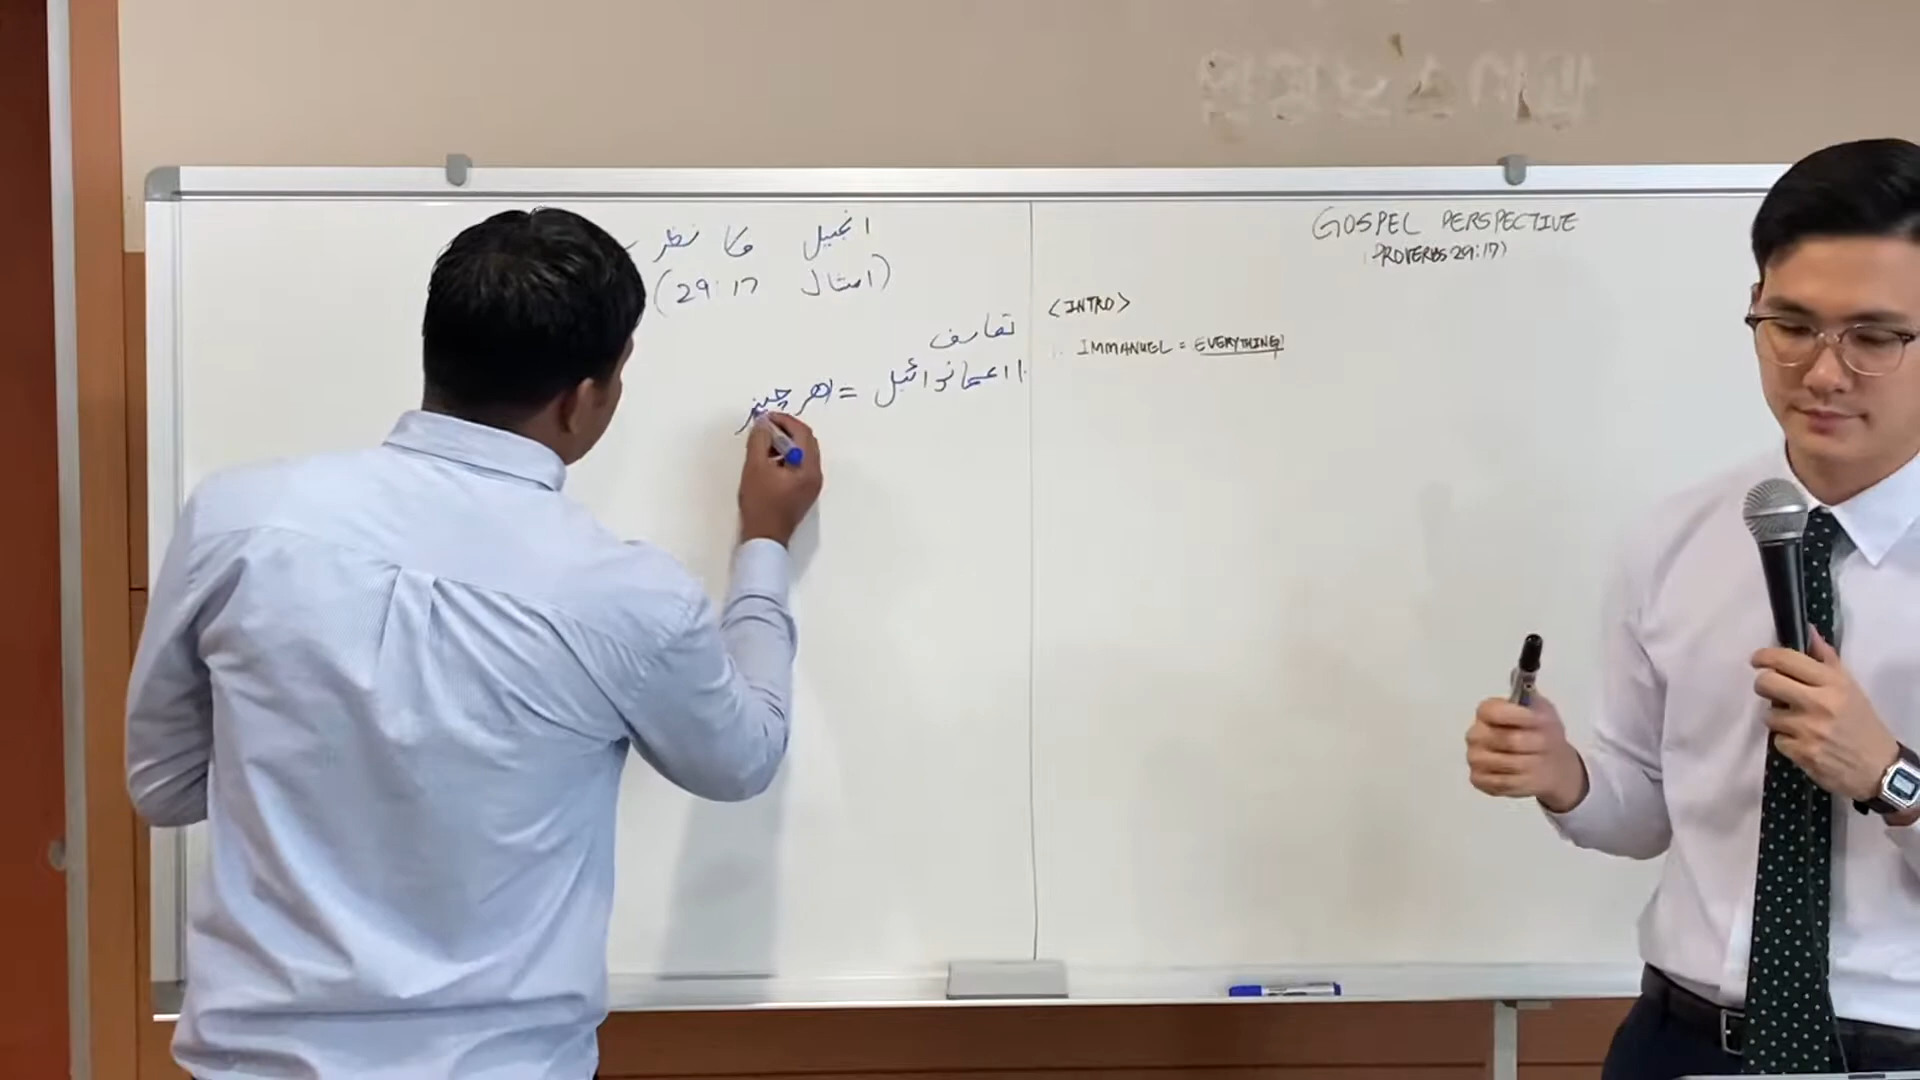 انجیل کا نظر
(امثال 29:17)
تعارف
1. عمانوائیل = ہر چیز
GOSPEL PERSPECTIVE
(PROVERBS 29:17)
<INTRO>
1. IMMANUEL = EVERYTHING!